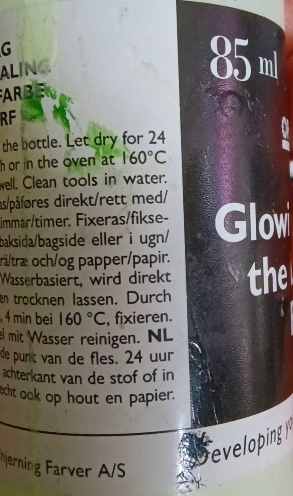 ALING
FARBE
RF
the bottle. Let dry for 24
or in the oven at 160°C
well. Clean tools in water.
as/påføres direkt/rett med/
timmar/timer. Fixeras/fikse-
baksida/bagside eller i ugn/
och/og papper/papir.
Wasserbasiert, wird direkt
en trocknen lassen. Durch
4 min bei 160 °C, fixieren.
mit Wasser reinigen. NL
de punt van de fles. 24 uur
achterkant van de stof of in
echt ook op hout en papier.
hjerning Farver A/S
85 ml
Glowi
the
Developing yo